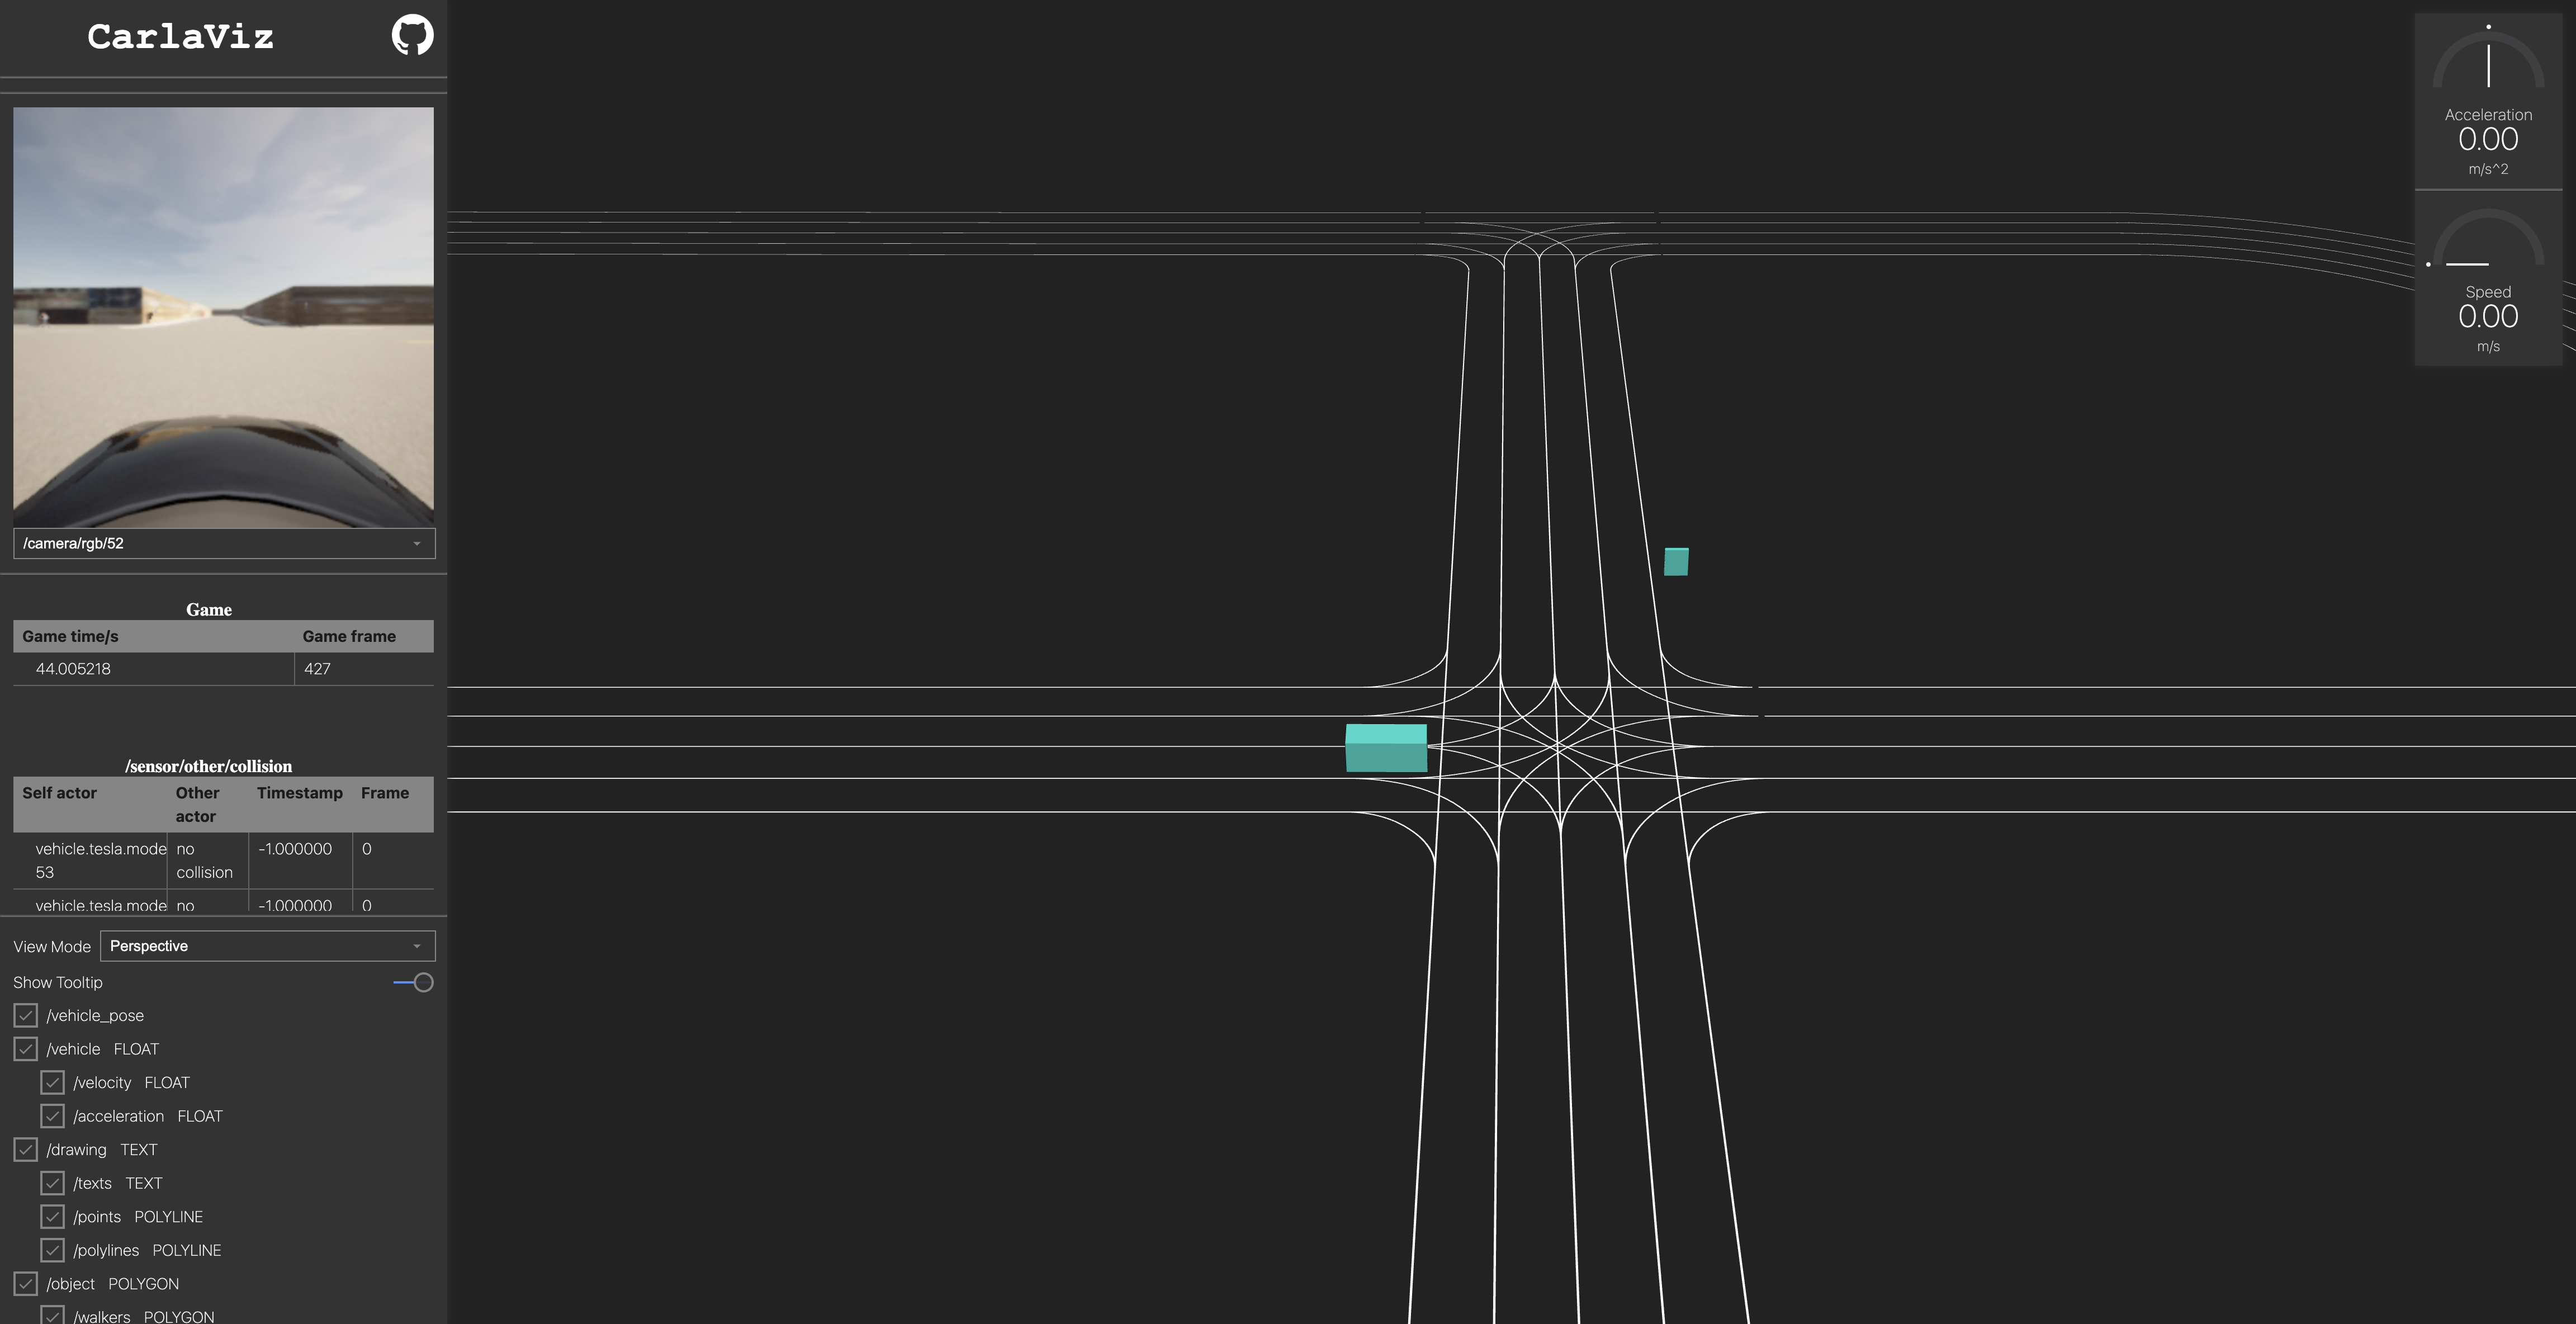 CarlaViz
/camera/rgb/52
Game
Game time/s Game frame
44.005218 427
/sensor/other/collision
Self actor Other actor Timestamp Frame
vehicle.tesla.mode 53 no collision -1.000000 0
vehicle.tesla.mode no -1.000000 0
View Mode Perspective
Show Tooltip
/vehicle_pose
/vehicle FLOAT
/velocity FLOAT
/acceleration FLOAT
/drawing TEXT
/texts TEXT
/points POLYLINE
/polylines POLYLINE
/object POLYGON
/walkers POLYGON
Acceleration
0.00
m/s^2
Speed
0.00
m/s